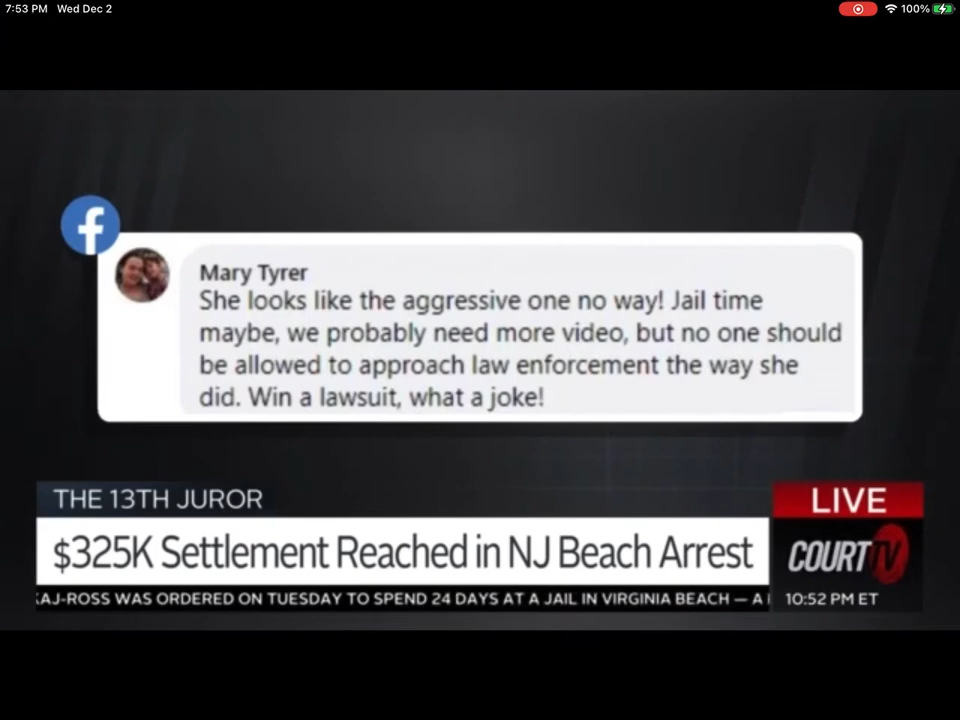 7:53 PM Wed Dec 2
100%
f
Mary Tyrer
She looks like the aggressive one no way! Jail time
maybe, we probably need more video, but no one should
be allowed to approach law enforcement the way she
did. Win a lawsuit, what a joke!
THE 13TH JUROR
LIVE
$325K Settlement Reached in NJ Beach Arrest
COURT TV
AJ-ROSS WAS ORDERED ON TUESDAY TO SPEND 24 DAYS AT A JAIL IN VIRGINIA BEACH — A
10:52 PM ET